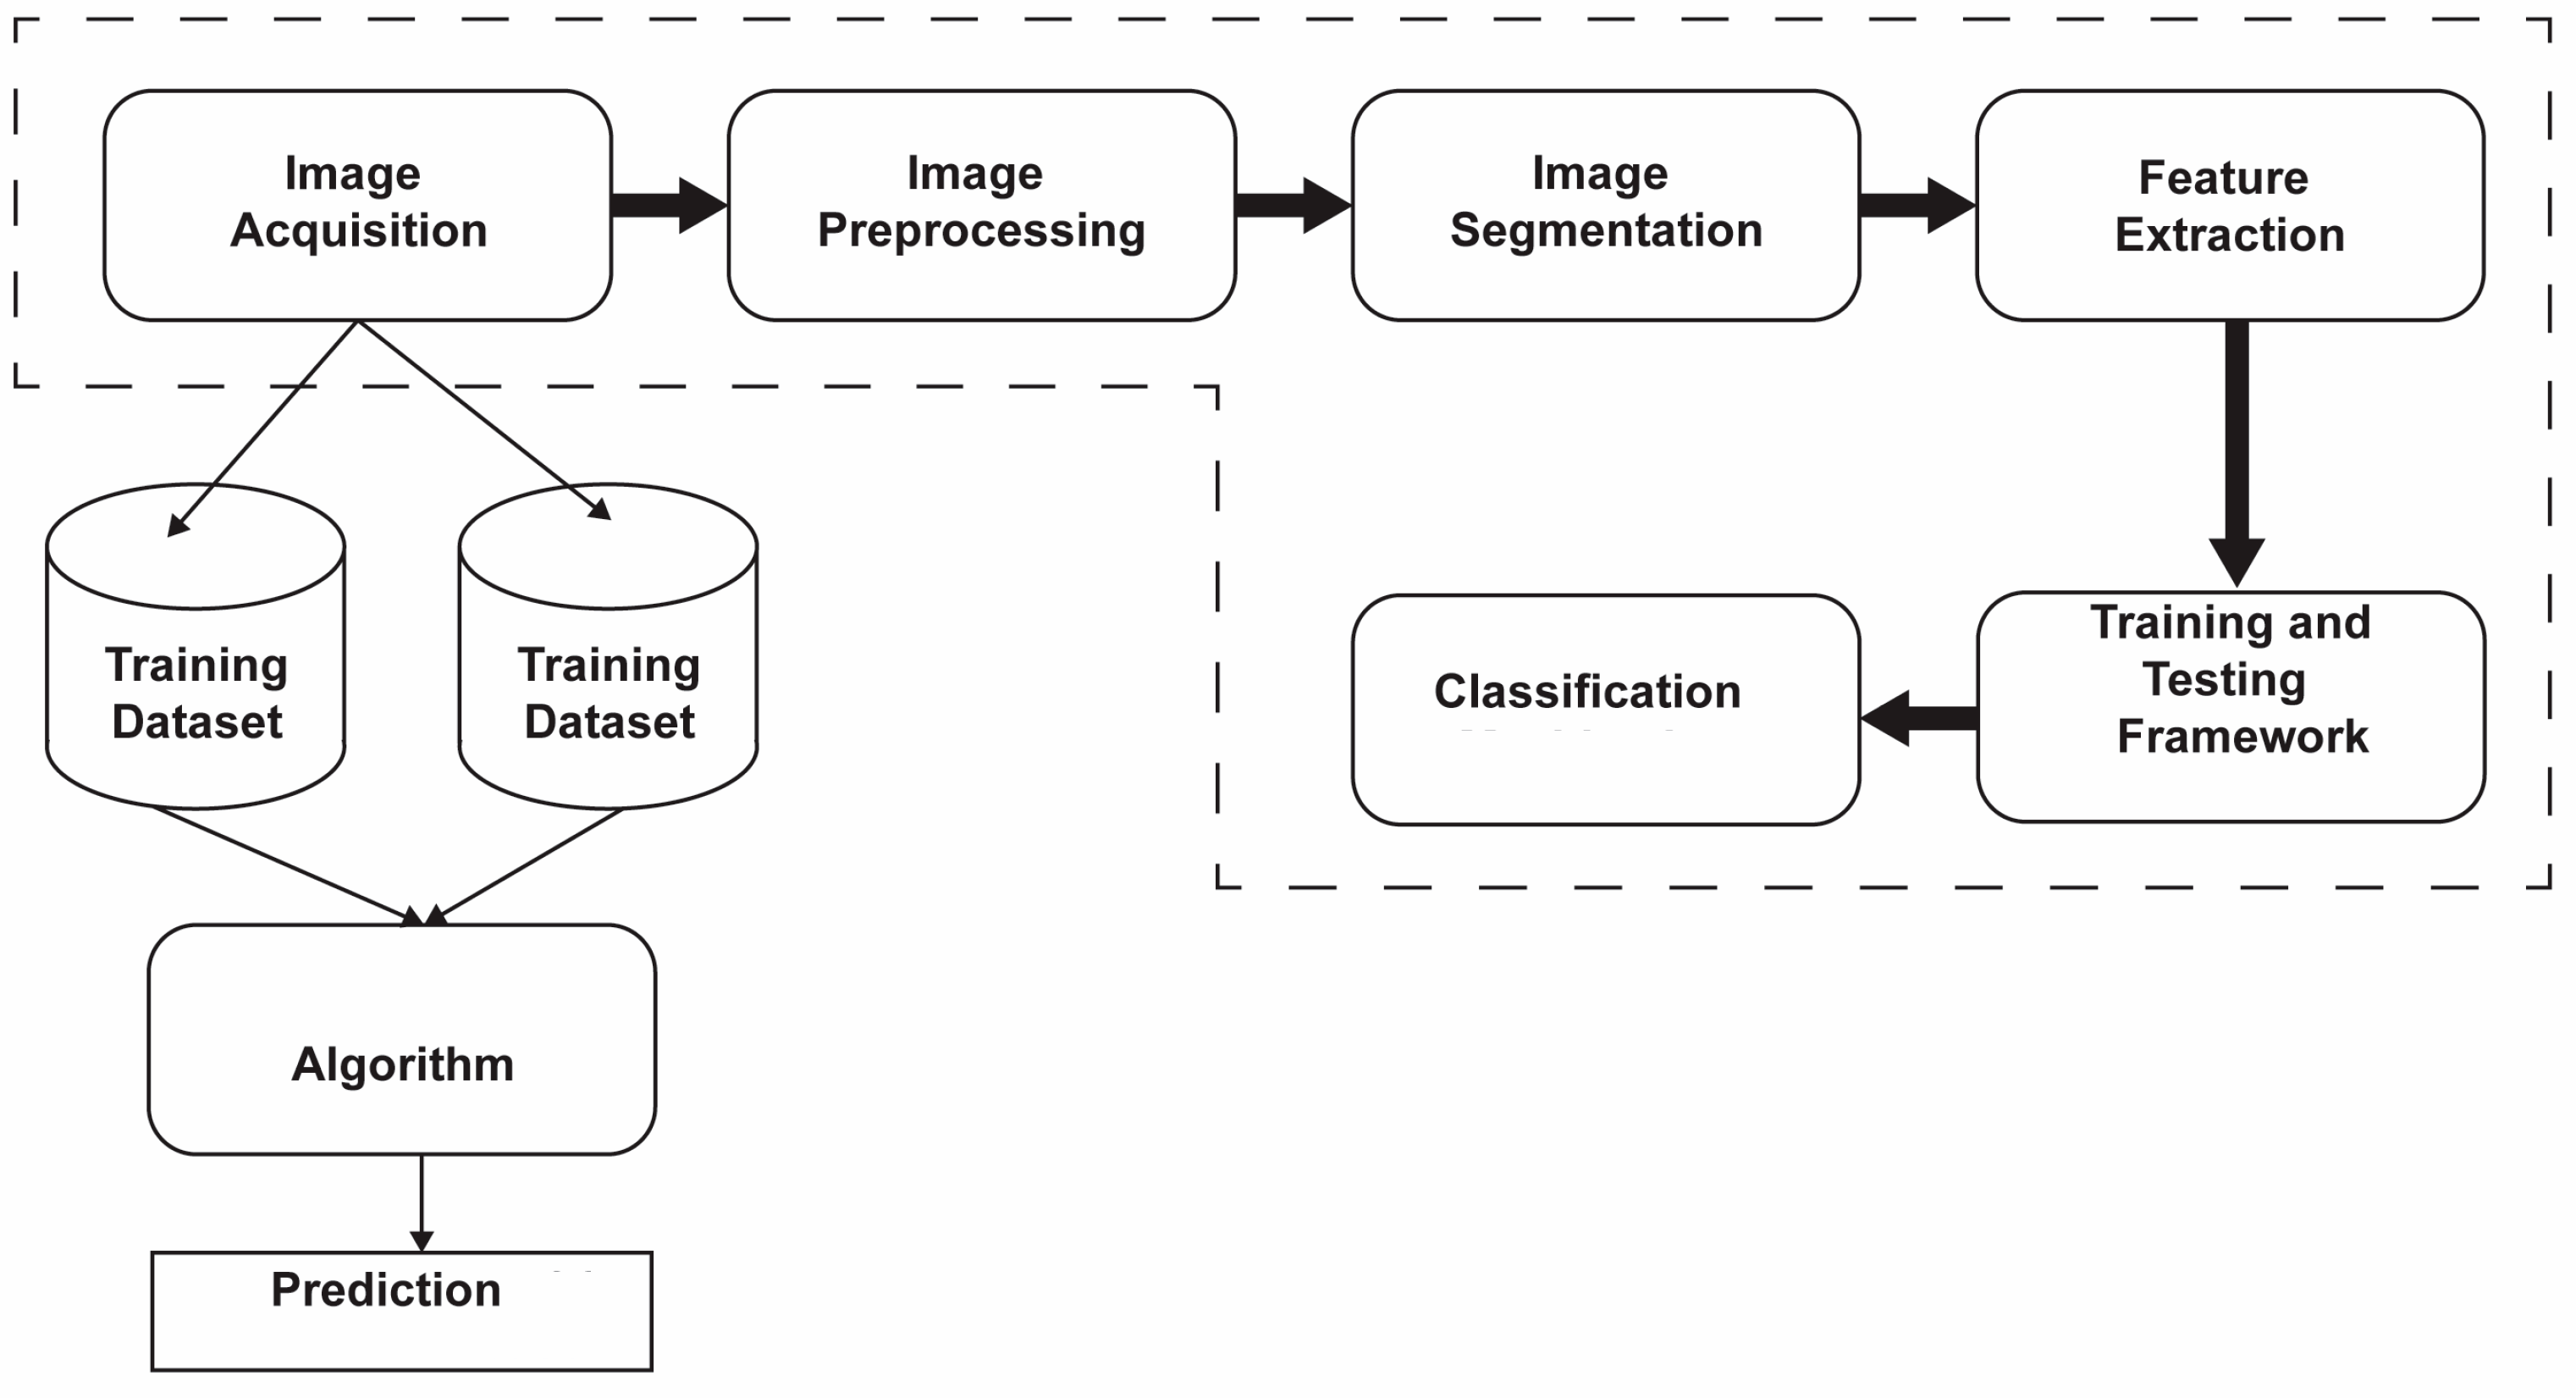 Image
Acquisition
Image
Preprocessing
Image
Segmentation
Feature
Extraction
Training
Dataset
Training
Dataset
Classification
Training and
Testing
Framework
Algorithm
Prediction